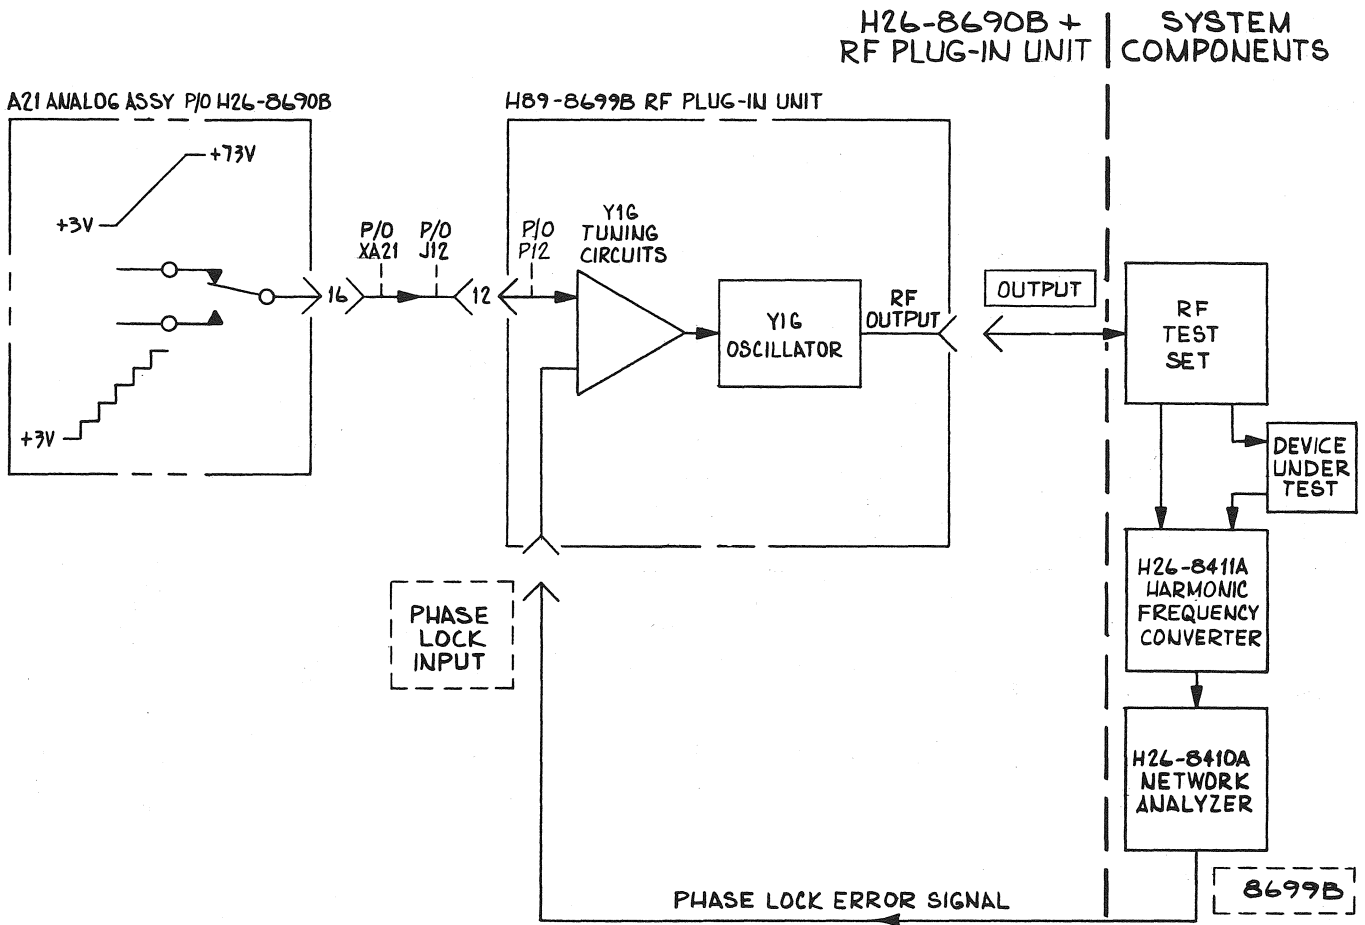 H26-8690B +
RF PLUG-IN UNIT
SYSTEM
COMPONENTS
A21 ANALOG ASSY P/O H26-8690B
H89-8699B RF PLUG-IN UNIT
+73V
+3V
+3V
16
P/O
XA21
P/O
J12
12
P/O
P12
YIG
TUNING
CIRCUITS
YIG
OSCILLATOR
RF
OUTPUT
OUTPUT
RF
TEST
SET
DEVICE
UNDER
TEST
H26-8411A
HARMONIC
FREQUENCY
CONVERTER
PHASE
LOCK
INPUT
H26-8410A
NETWORK
ANALYZER
PHASE LOCK ERROR SIGNAL
8699B